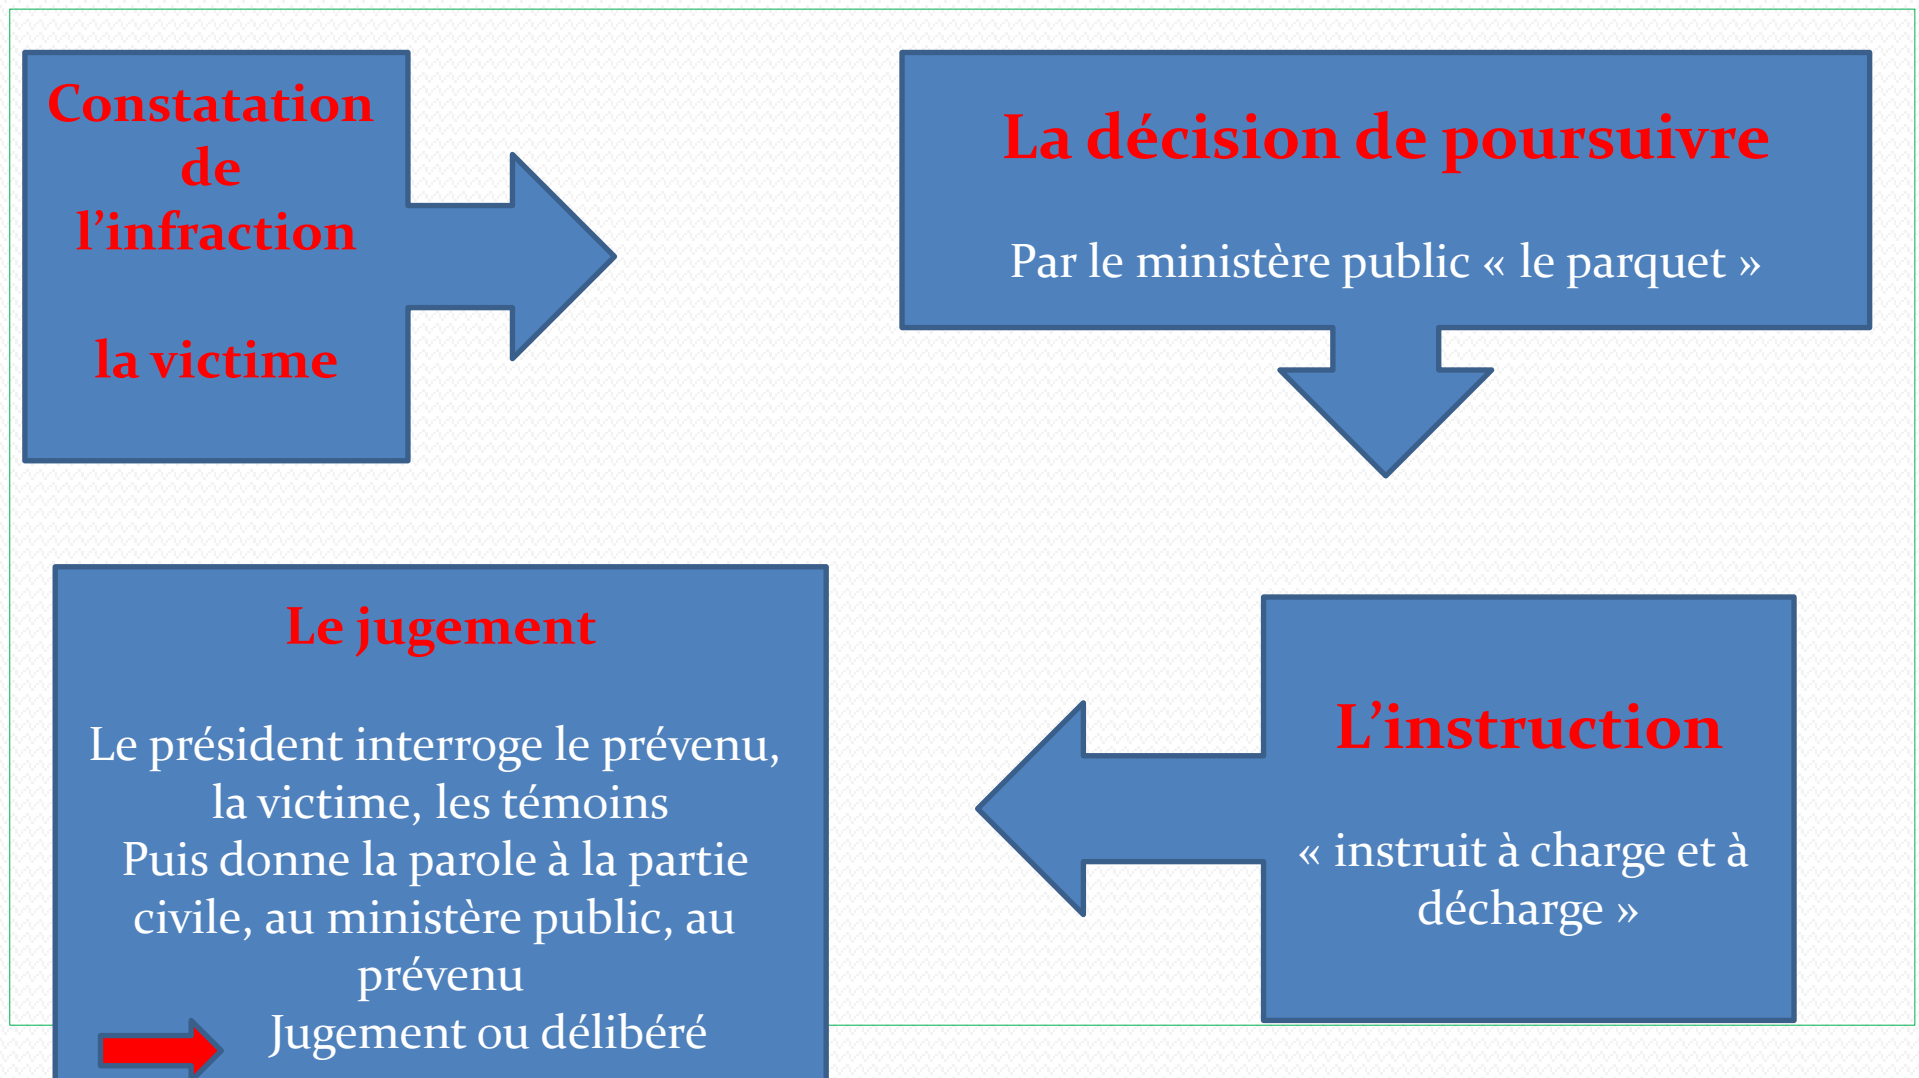 Constatation
de
l’infraction
la victime
La décision de poursuivre
Par le ministère public « le parquet »
L’instruction
« instruit à charge et à
décharge »
Le jugement
Le président interroge le prévenu,
la victime, les témoins
Puis donne la parole à la partie
civile, au ministère public, au
prévenu
Jugement ou délibéré